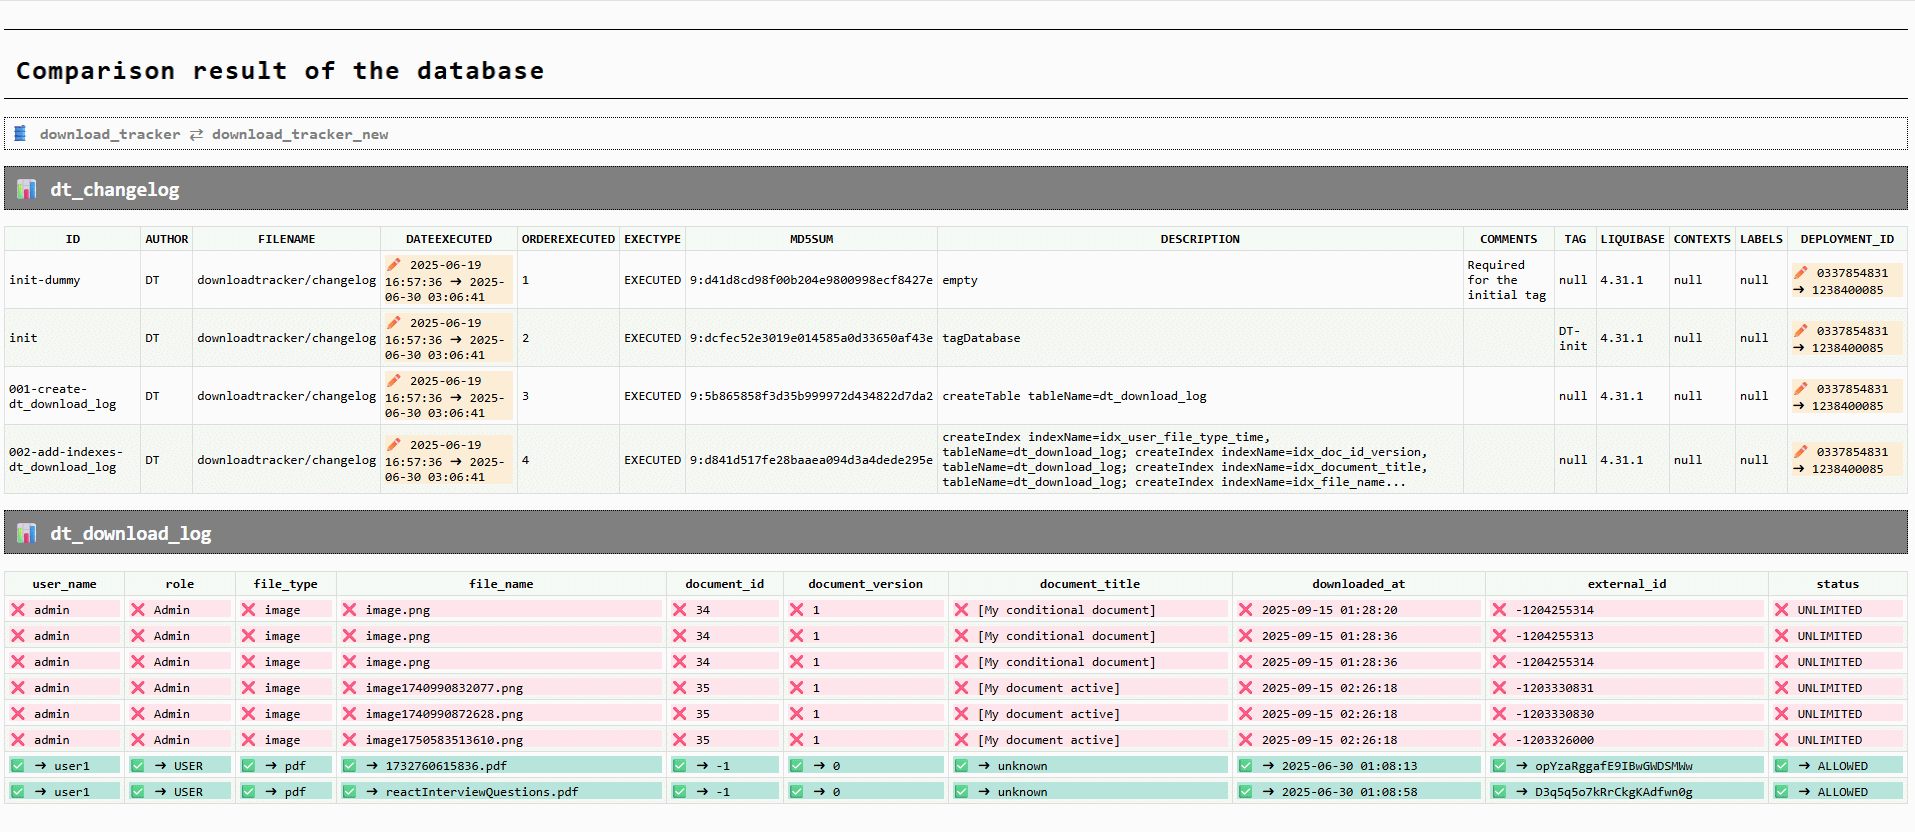 Comparison result of the database
download_tracker ⇄ download_tracker_new
dt_changelog
ID AUTHOR FILENAME DATEEXECUTED ORDEREXECUTED EXECTYPE MD5SUM DESCRIPTION COMMENTS TAG LIQUIBASE CONTEXTS LABELS DEPLOYMENT_ID
init-dummy DT downloadtracker/changelog 2025-06-19 16:57:36 → 2025-06-30 03:06:41 1 EXECUTED 9:d41d8cd98f00b204e9800998ecf8427e empty Required for the initial tag null 4.31.1 null null 0337854831 → 1238400085
init DT downloadtracker/changelog 2025-06-19 16:57:36 → 2025-06-30 03:06:41 2 EXECUTED 9:dcfec52e3019e014585a0d33650af43e tagDatabase DT-init 4.31.1 null null 0337854831 → 1238400085
001-create-dt_download_log DT downloadtracker/changelog 2025-06-19 16:57:36 → 2025-06-30 03:06:41 3 EXECUTED 9:5b865858f3d35b999972d434822d7da2 createTable tableName=dt_download_log null 4.31.1 null null 0337854831 → 1238400085
002-add-indexes-dt_download_log DT downloadtracker/changelog 2025-06-19 16:57:36 → 2025-06-30 03:06:41 4 EXECUTED 9:d841d517fe28baaea094d3a4dede295e createIndex indexName=idx_user_file_type_time, tableName=dt_download_log; createIndex indexName=idx_doc_id_version, tableName=dt_download_log; createIndex indexName=idx_document_title, tableName=dt_download_log; createIndex indexName=idx_file_name... null 4.31.1 null null 0337854831 → 1238400085
dt_download_log
user_name role file_type file_name document_id document_version document_title downloaded_at external_id status
❌ admin ❌ Admin ❌ image ❌ image.png ❌ 34 ❌ 1 ❌ [My conditional document] ❌ 2025-09-15 01:28:20 ❌ -1204255314 ❌ UNLIMITED
❌ admin ❌ Admin ❌ image ❌ image.png ❌ 34 ❌ 1 ❌ [My conditional document] ❌ 2025-09-15 01:28:36 ❌ -1204255313 ❌ UNLIMITED
❌ admin ❌ Admin ❌ image ❌ image.png ❌ 34 ❌ 1 ❌ [My conditional document] ❌ 2025-09-15 01:28:36 ❌ -1204255314 ❌ UNLIMITED
❌ admin ❌ Admin ❌ image ❌ image1740990832077.png ❌ 35 ❌ 1 ❌ [My document active] ❌ 2025-09-15 02:26:18 ❌ -1203330831 ❌ UNLIMITED
❌ admin ❌ Admin ❌ image ❌ image1740990872628.png ❌ 35 ❌ 1 ❌ [My document active] ❌ 2025-09-15 02:26:18 ❌ -1203330830 ❌ UNLIMITED
❌ admin ❌ Admin ❌ image ❌ image1750583513610.png ❌ 35 ❌ 1 ❌ [My document active] ❌ 2025-09-15 02:26:18 ❌ -1203326000 ❌ UNLIMITED
✅ → user1 ✅ → USER ✅ → pdf ✅ → 1732760615836.pdf ✅ → -1 ✅ → 0 ✅ → unknown ✅ → 2025-06-30 01:08:13 ✅ → opYzaRggafE9IBwGWDSMWw ✅ → ALLOWED
✅ → user1 ✅ → USER ✅ → pdf ✅ → reactInterviewQuestions.pdf ✅ → -1 ✅ → 0 ✅ → unknown ✅ → 2025-06-30 01:08:58 ✅ → D3q5q5o7kRrCkgKAdfwn0g ✅ → ALLOWED